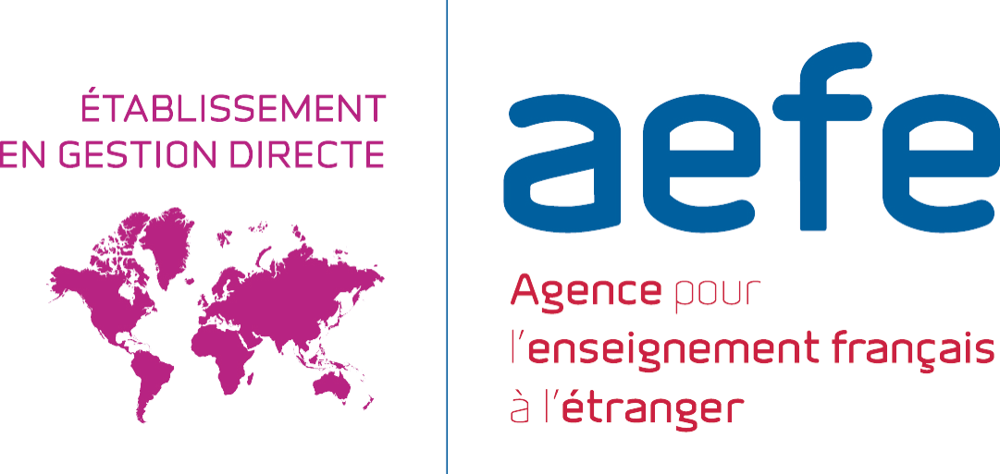 ÉTABLISSEMENT
EN GESTION DIRECTE
aefe
Agence pour
l'enseignement français
à l'étranger